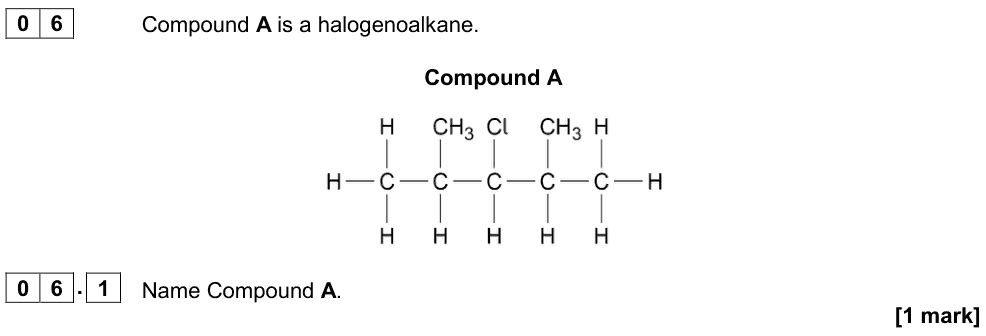 0 6 Compound A is a halogenoalkane.
Compound A
H CH3 Cl CH3 H
H C C C C C H
H H H H H
0 6 . 1 Name Compound A.
[1 mark]